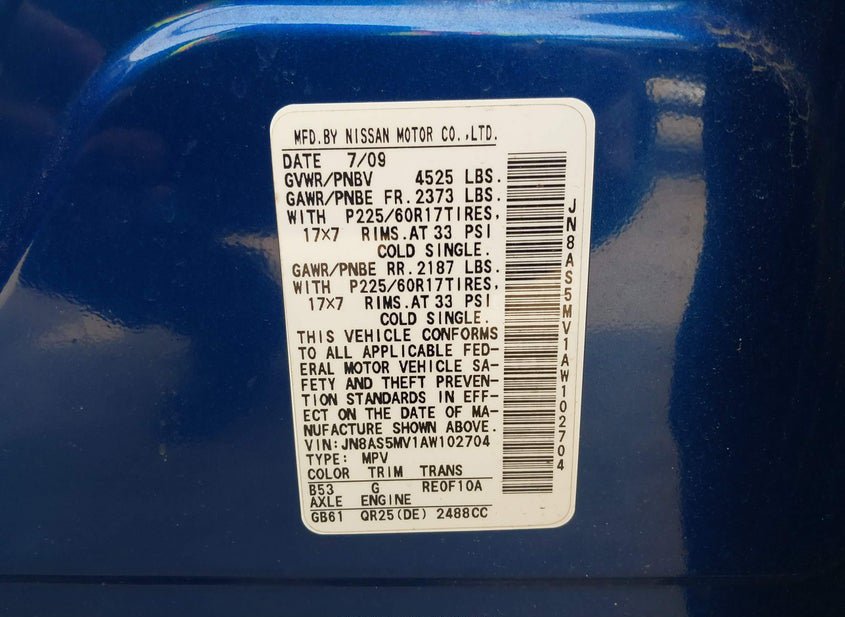 MFD.BY NISSAN MOTOR CO.,LTD.
DATE 7/09
GVWR/PNBV 4525 LBS.
GAWR/PNBE FR.2373 LBS.
WITH P225/60R17TIRES,
17×7 RIMS.AT 33 PSI
COLD SINGLE.
GAWR/PNBE RR.2187 LBS.
WITH P225/60R17TIRES,
17×7 RIMS.AT 33 PSI
COLD SINGLE.
THIS VEHICLE CONFORMS
TO ALL APPLICABLE FED-
ERAL MOTOR VEHICLE SA-
FETY AND THEFT PREVEN-
TION STANDARDS IN EFF-
ECT ON THE DATE OF MA-
NUFACTURE SHOWN ABOVE.
VIN:JN8AS5MV1AW102704
TYPE: MPV
COLOR TRIM TRANS
B53 G RE0F10A
AXLE ENGINE
GB61 QR25(DE) 2488CC
JN8AS5MV1AW102704